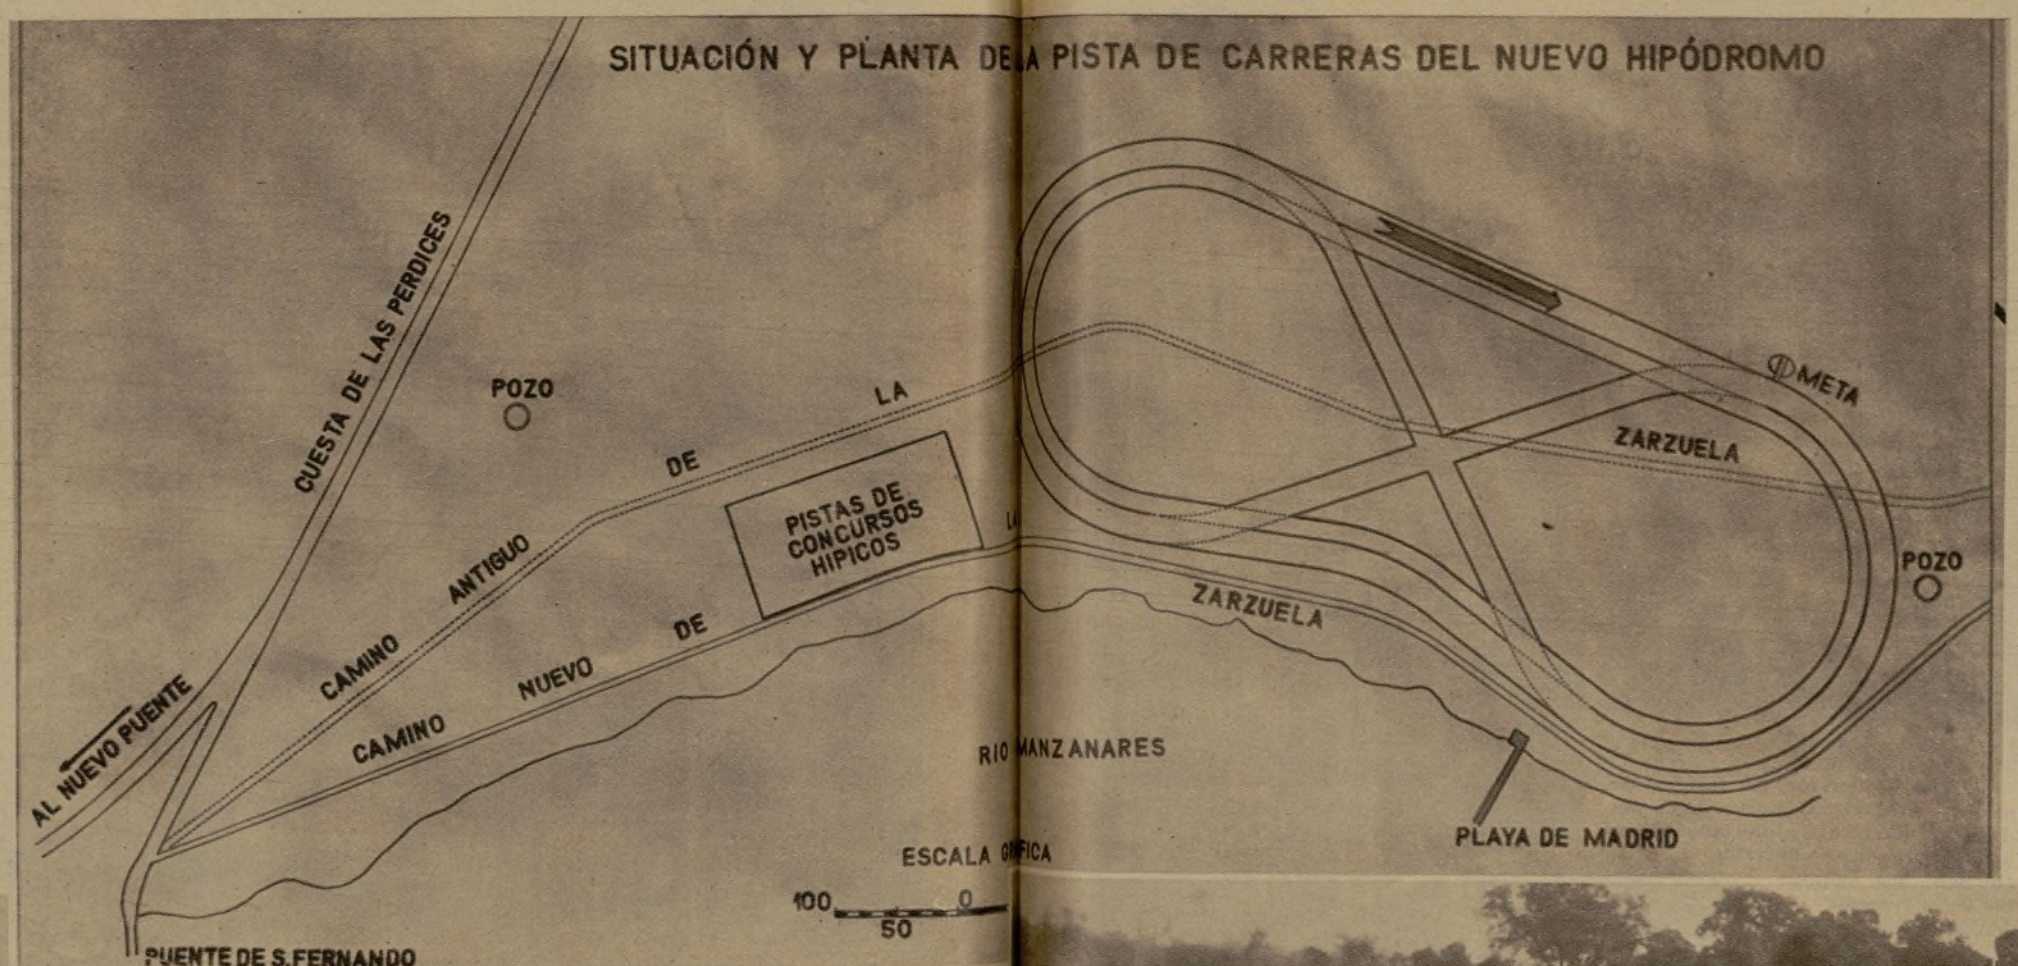 SITUACIÓN Y PLANTA DE LA PISTA DE CARRERAS DEL NUEVO HIPÓDROMO
CUESTA DE LAS PERDICES
POZO
META
CAMINO ANTIGUO DE LA ZARZUELA
PISTAS DE
CONCURSOS
HIPICOS
POZO
CAMINO NUEVO DE LA ZARZUELA
AL NUEVO PUENTE
RIO MANZANARES
PLAYA DE MADRID
ESCALA GRÁFICA
100 0
50
PUENTE DE S. FERNANDO